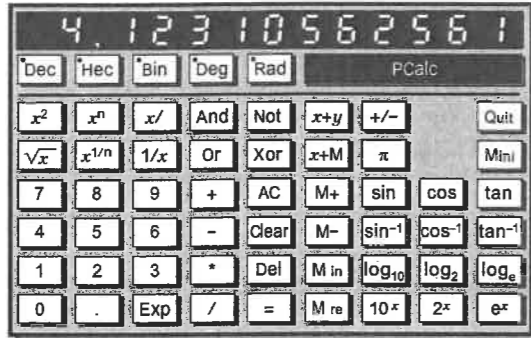 4.12310562561
Dec Hec Bin Deg Rad PCalc
x² xⁿ x/ And Not x+y +/− Quit
√x x^1/n 1/x Or Xor x+M π Mini
7 8 9 + AC M+ sin cos tan
4 5 6 − Clear M− sin⁻¹ cos⁻¹ tan⁻¹
1 2 3 * Del M in log₁₀ log₂ logₑ
0 . Exp / = M re 10ˣ 2ˣ eˣ